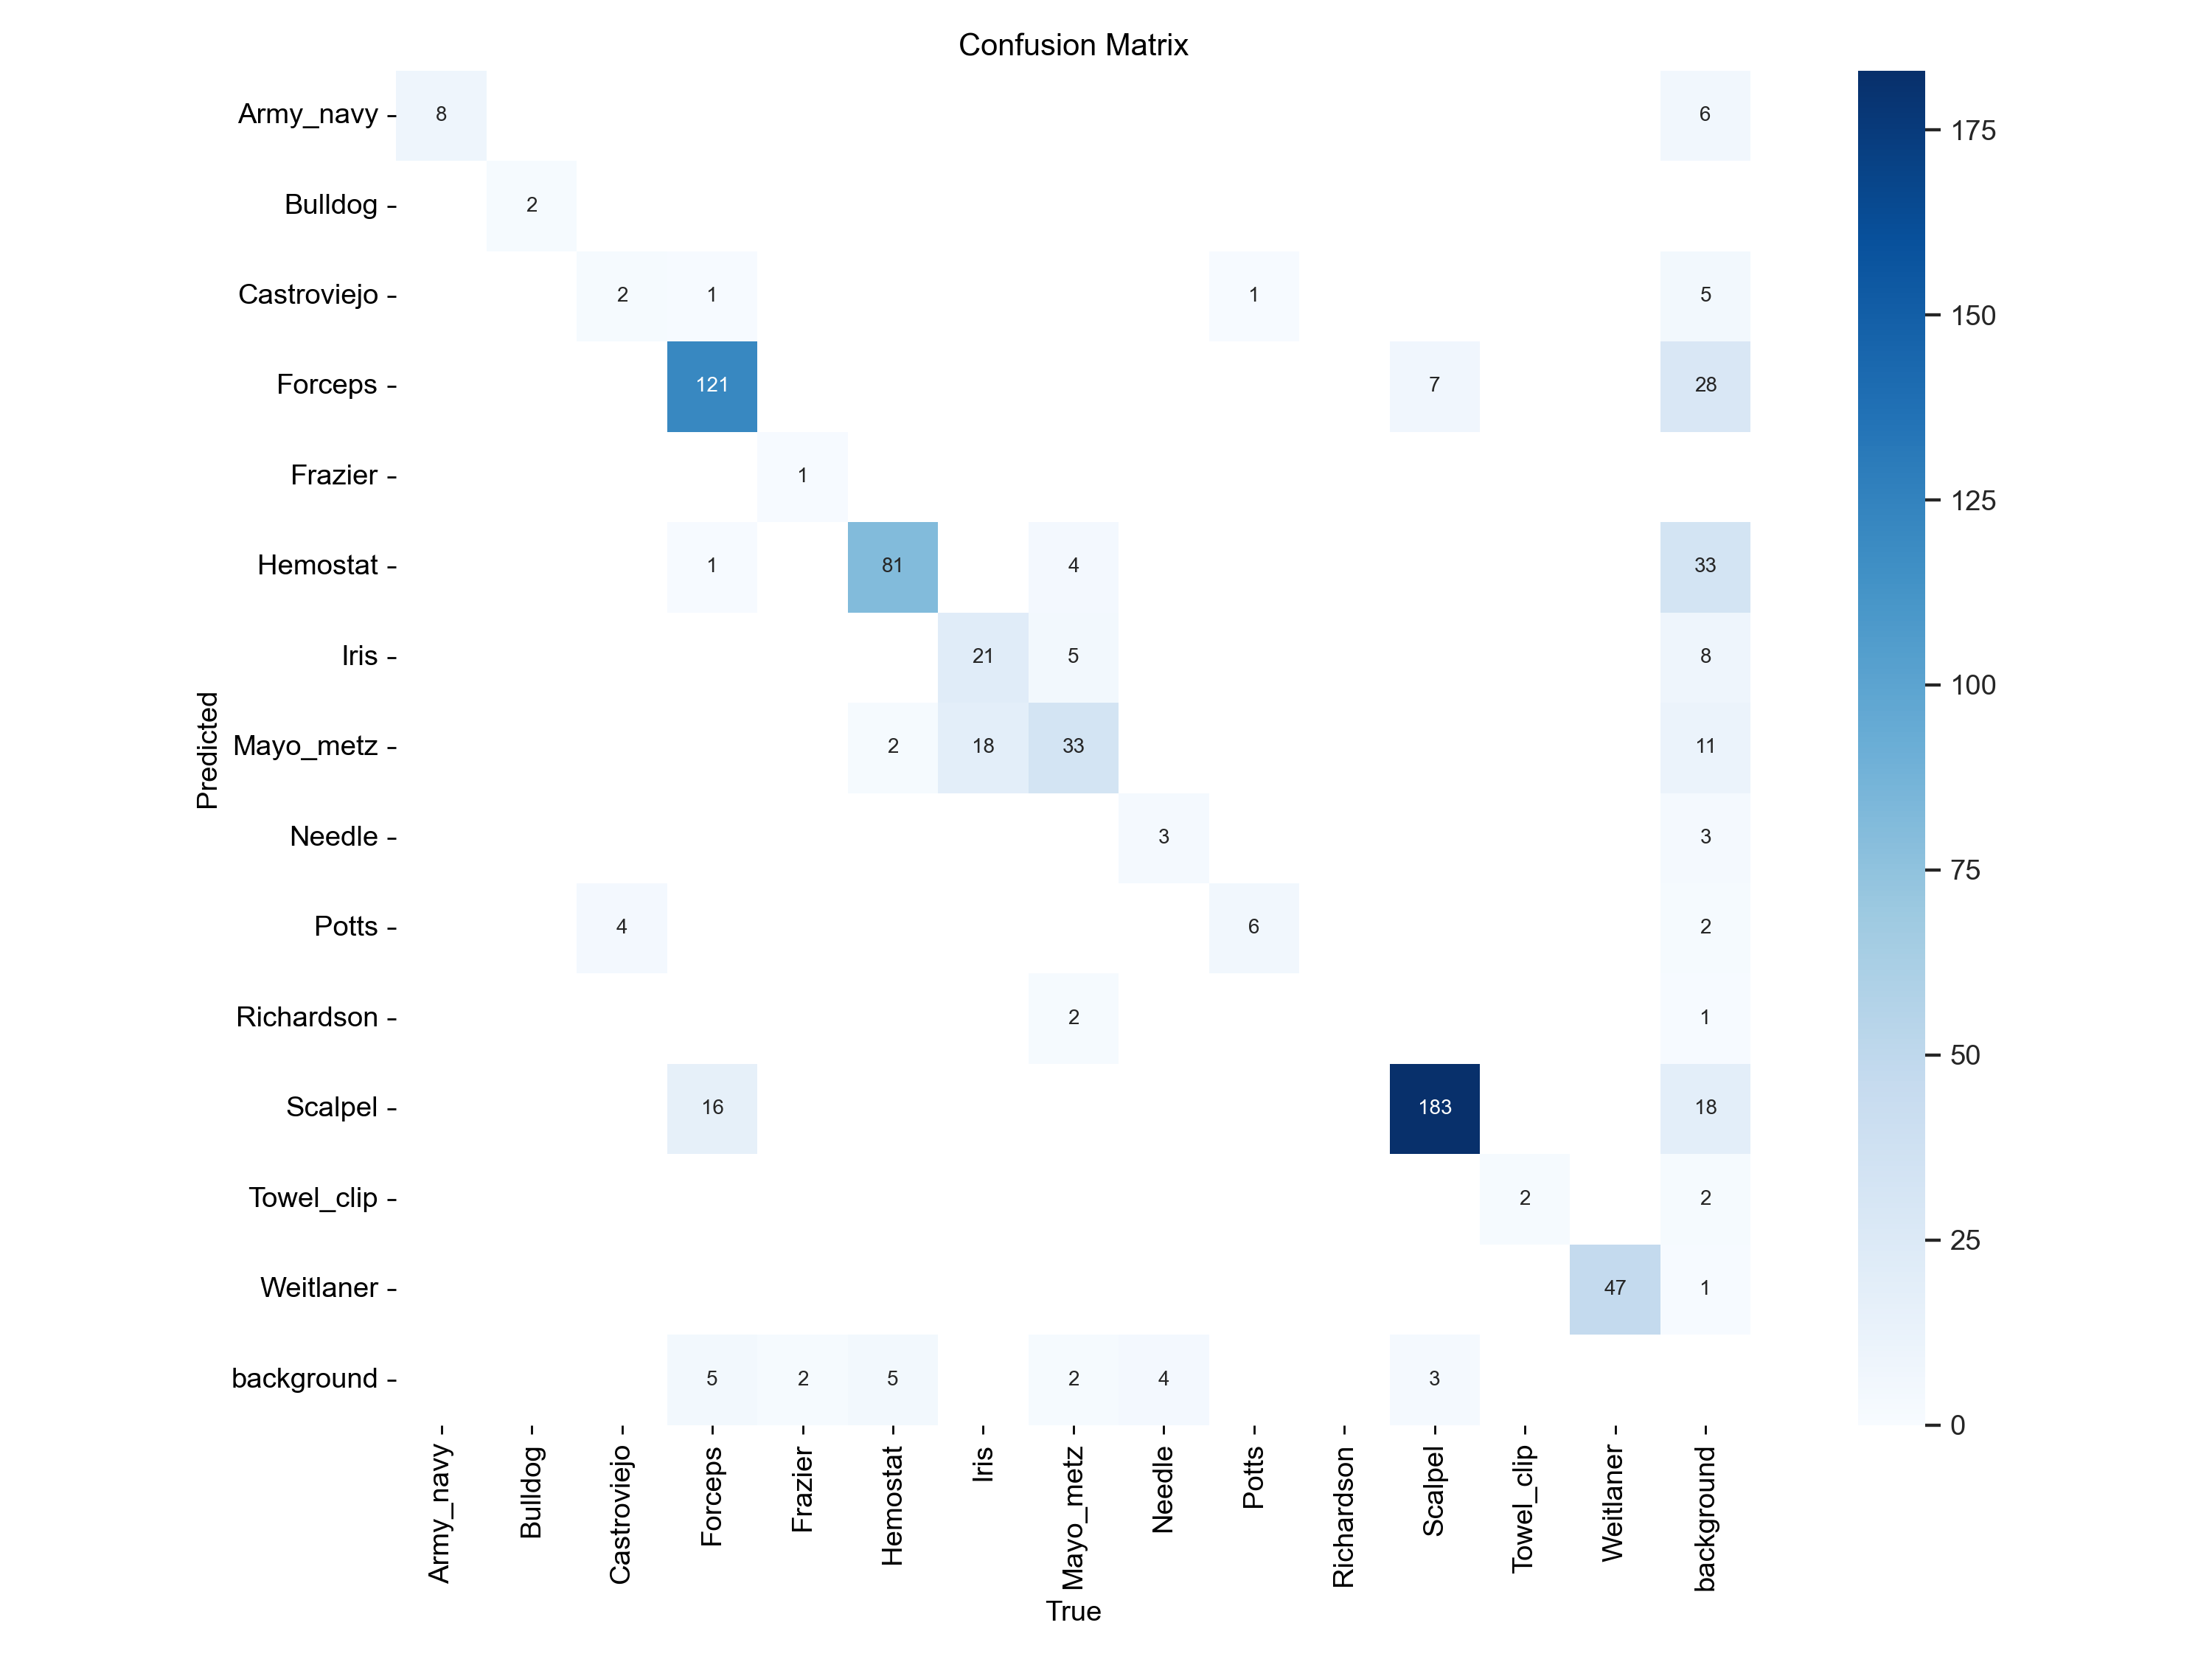 Confusion Matrix
Army_navy 8 6
Bulldog 2
Castroviejo 2 1 1 5
Forceps 121 7 28
Frazier 1
Hemostat 1 81 4 33
Iris 21 5 8
Mayo_metz 2 18 33 11
Needle 3 3
Potts 4 6 2
Richardson 2 1
Scalpel 16 183 18
Towel_clip 2 2
Weitlaner 47 1
background 5 2 5 2 4 3
Predicted
Army_navy Bulldog Castroviejo Forceps Frazier Hemostat Iris Mayo_metz Needle Potts Richardson Scalpel Towel_clip Weitlaner background
True
175
150
125
100
75
50
25
0